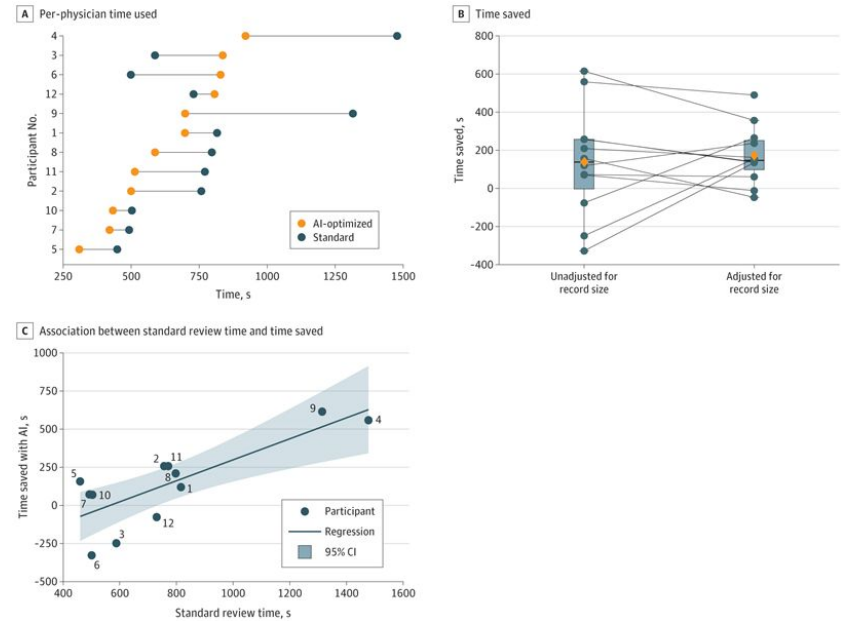 A Per-physician time used
Participant No.
4
3
6
12
9
1
8
11
2
10
7
5
AI-optimized
Standard
250 500 750 1000 1250 1500
Time, s
B Time saved
Time saved, s
800
600
400
200
0
-200
-400
Unadjusted for
record size
Adjusted for
record size
C Association between standard review time and time saved
Time saved with AI, s
1000
750
500
250
0
-250
-500
9
4
2 11
8
5
1
10
7
12
3
6
Participant
Regression
95% CI
400 600 800 1000 1200 1400 1600
Standard review time, s